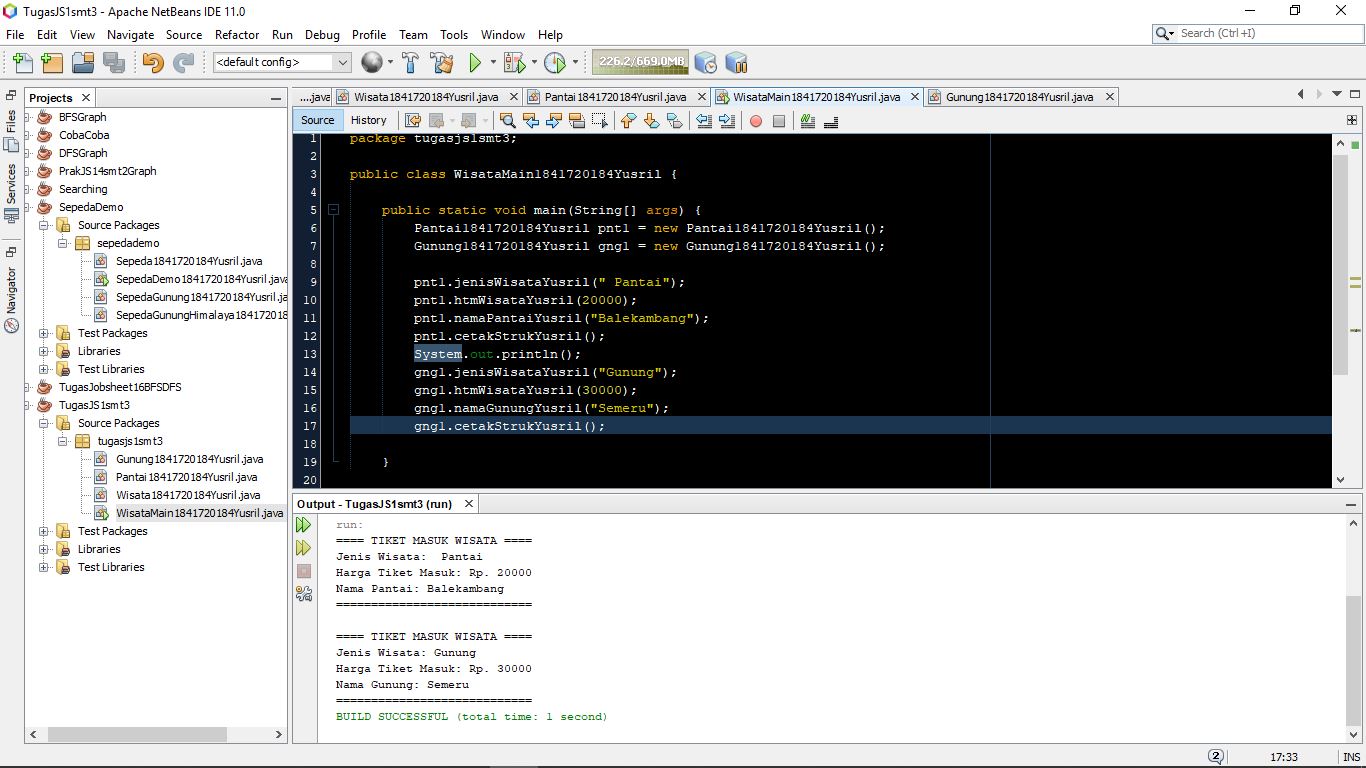 TugasJS1smt3 - Apache NetBeans IDE 11.0
File Edit View Navigate Source Refactor Run Debug Profile Team Tools Window Help
Search (Ctrl+I)
<default config>
226.2/669.0MB
Files
Services
Navigator
Projects
BFSGraph
CobaCoba
DFSGraph
PrakJS14smt2Graph
Searching
SepedaDemo
Source Packages
sepedademo
Sepeda1841720184Yusril.java
SepedaDemo1841720184Yusril.java
SepedaGunung1841720184Yusril.ja
SepedaGunungHimalaya184172018
Test Packages
Libraries
Test Libraries
TugasJobsheet16BFSDFS
TugasJS1smt3
Source Packages
tugasjs1smt3
Gunung1841720184Yusril.java
Pantai1841720184Yusril.java
Wisata1841720184Yusril.java
WisataMain1841720184Yusril.java
Test Packages
Libraries
Test Libraries
....java Wisata1841720184Yusril.java Pantai1841720184Yusril.java WisataMain1841720184Yusril.java Gunung1841720184Yusril.java
Source History
1 package tugasjs1smt3;
2
3 public class WisataMain1841720184Yusril {
4
5 public static void main(String[] args) {
6 Pantai1841720184Yusril pnt1 = new Pantai1841720184Yusril();
7 Gunung1841720184Yusril gng1 = new Gunung1841720184Yusril();
8
9 pnt1.jenisWisataYusril(" Pantai");
10 pnt1.htmWisataYusril(20000);
11 pnt1.namaPantaiYusril("Balekambang");
12 pnt1.cetakStrukYusril();
13 System.out.println();
14 gng1.jenisWisataYusril("Gunung");
15 gng1.htmWisataYusril(30000);
16 gng1.namaGunungYusril("Semeru");
17 gng1.cetakStrukYusril();
18
19 }
20
Output - TugasJS1smt3 (run)
run:
==== TIKET MASUK WISATA ====
Jenis Wisata:  Pantai
Harga Tiket Masuk: Rp. 20000
Nama Pantai: Balekambang
============================
==== TIKET MASUK WISATA ====
Jenis Wisata: Gunung
Harga Tiket Masuk: Rp. 30000
Nama Gunung: Semeru
============================
BUILD SUCCESSFUL (total time: 1 second)
2 17:33 INS